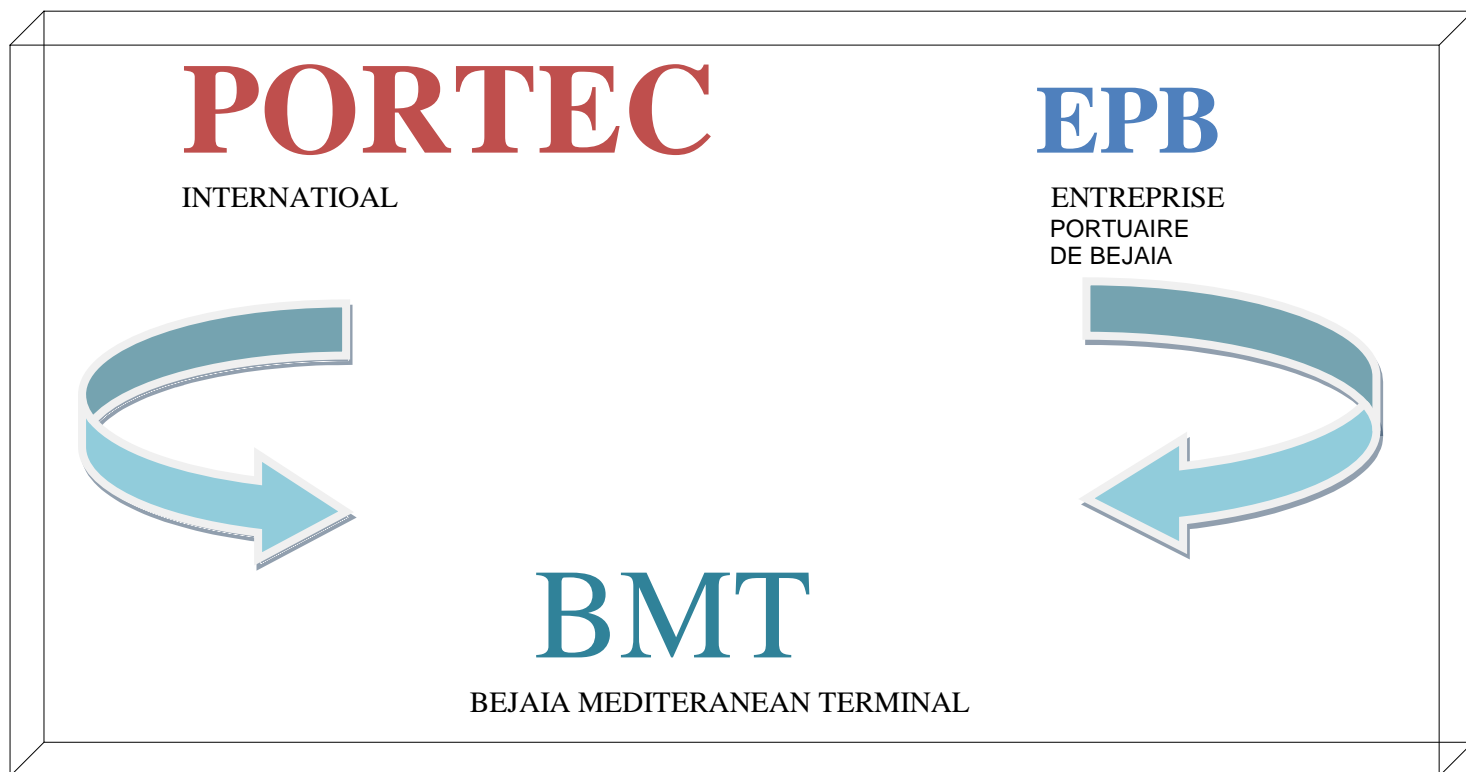 PORTEC
INTERNATIOAL
EPB
ENTREPRISE
PORTUAIRE
DE BEJAIA
BMT
BEJAIA MEDITERANEAN TERMINAL